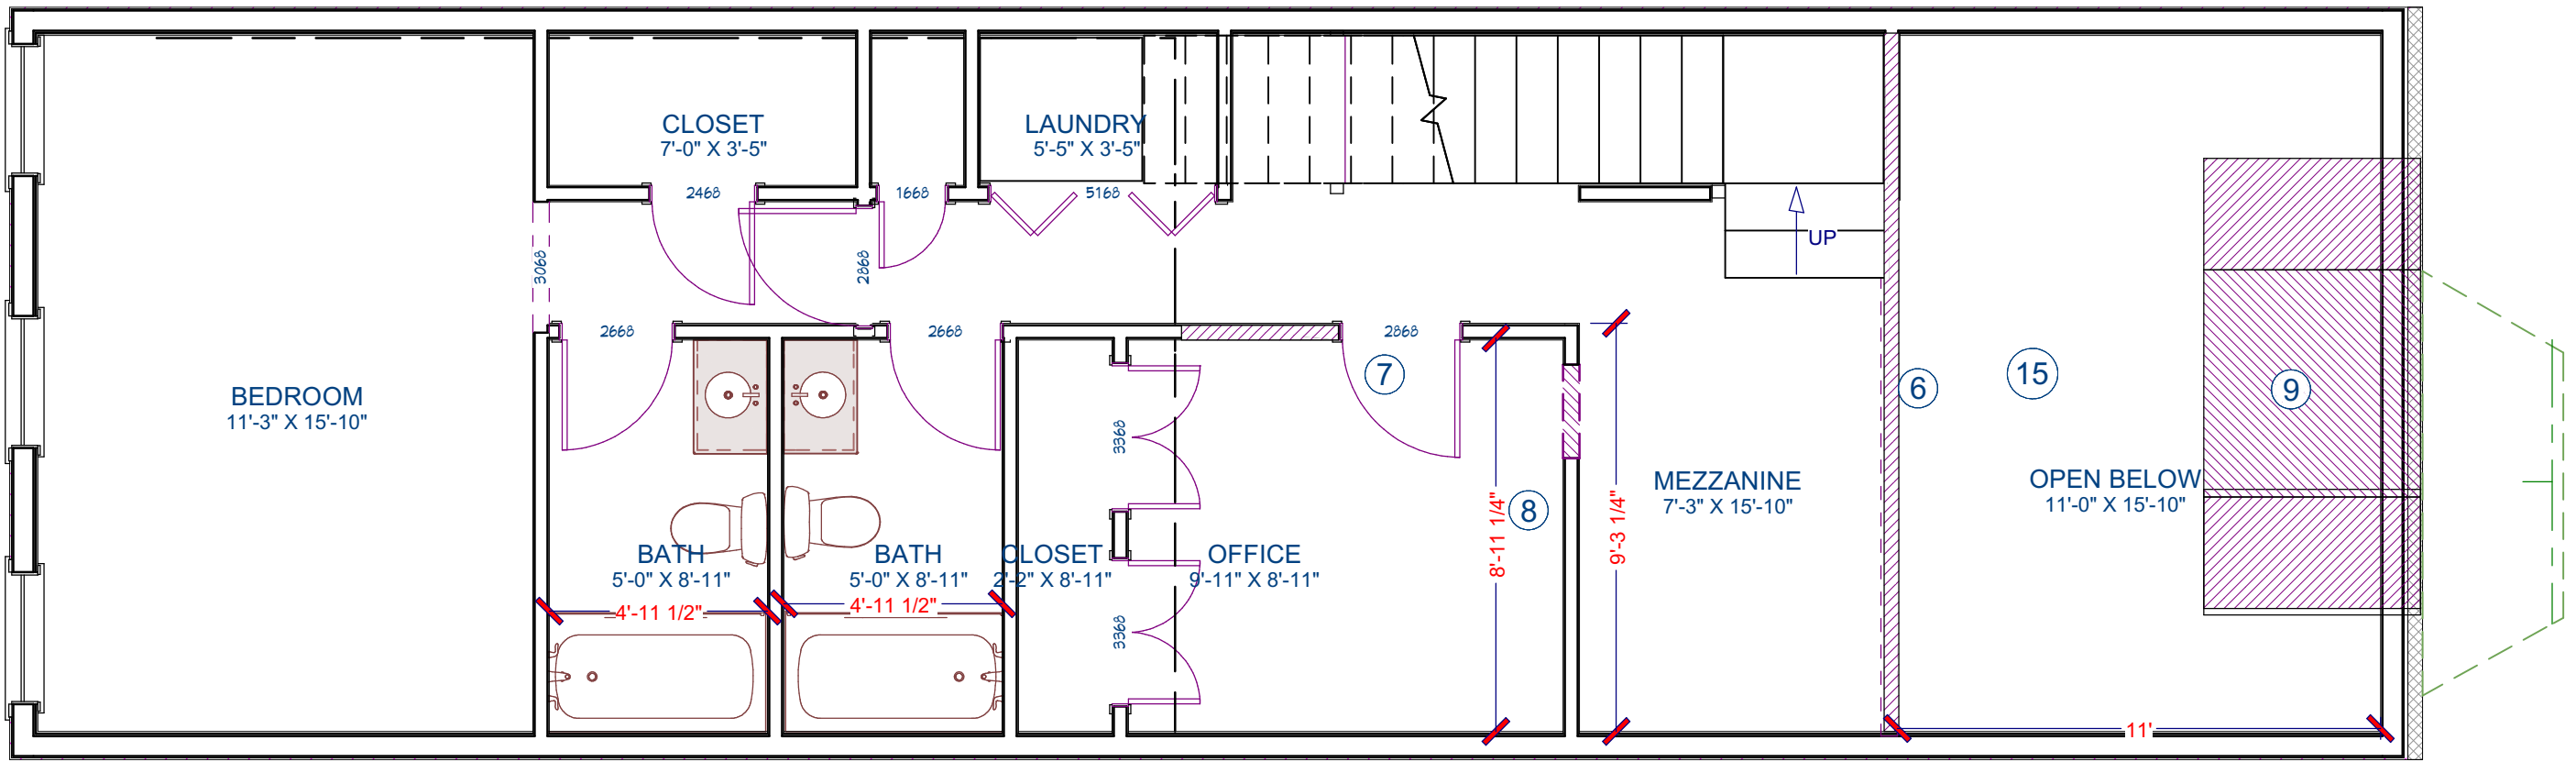 CLOSET
7'-0" X 3'-5"
LAUNDRY
5'-5" X 3'-5"
2468
1668
5168
3068
2868
UP
2668
2668
2868
7
15
6
9
BEDROOM
11'-3" X 15'-10"
3368
MEZZANINE
7'-3" X 15'-10"
OPEN BELOW
11'-0" X 15'-10"
8'-11 1/4"
8
9'-3 1/4"
BATH
5'-0" X 8'-11"
BATH
5'-0" X 8'-11"
CLOSET
2'-2" X 8'-11"
OFFICE
9'-11" X 8'-11"
4'-11 1/2"
4'-11 1/2"
3368
11'